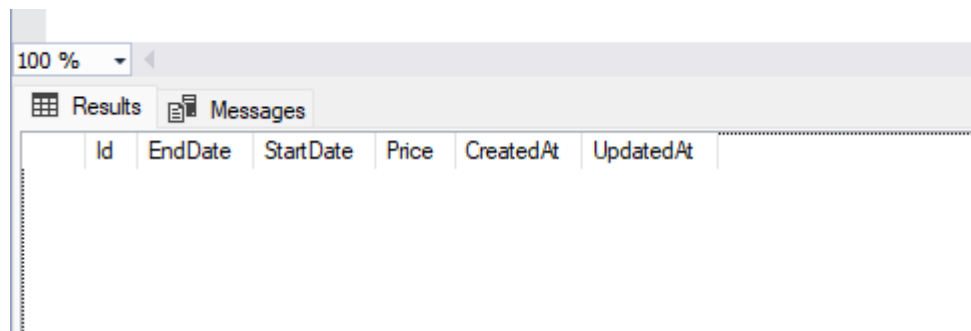 100 %
Results Messages
Id EndDate StartDate Price CreatedAt UpdatedAt